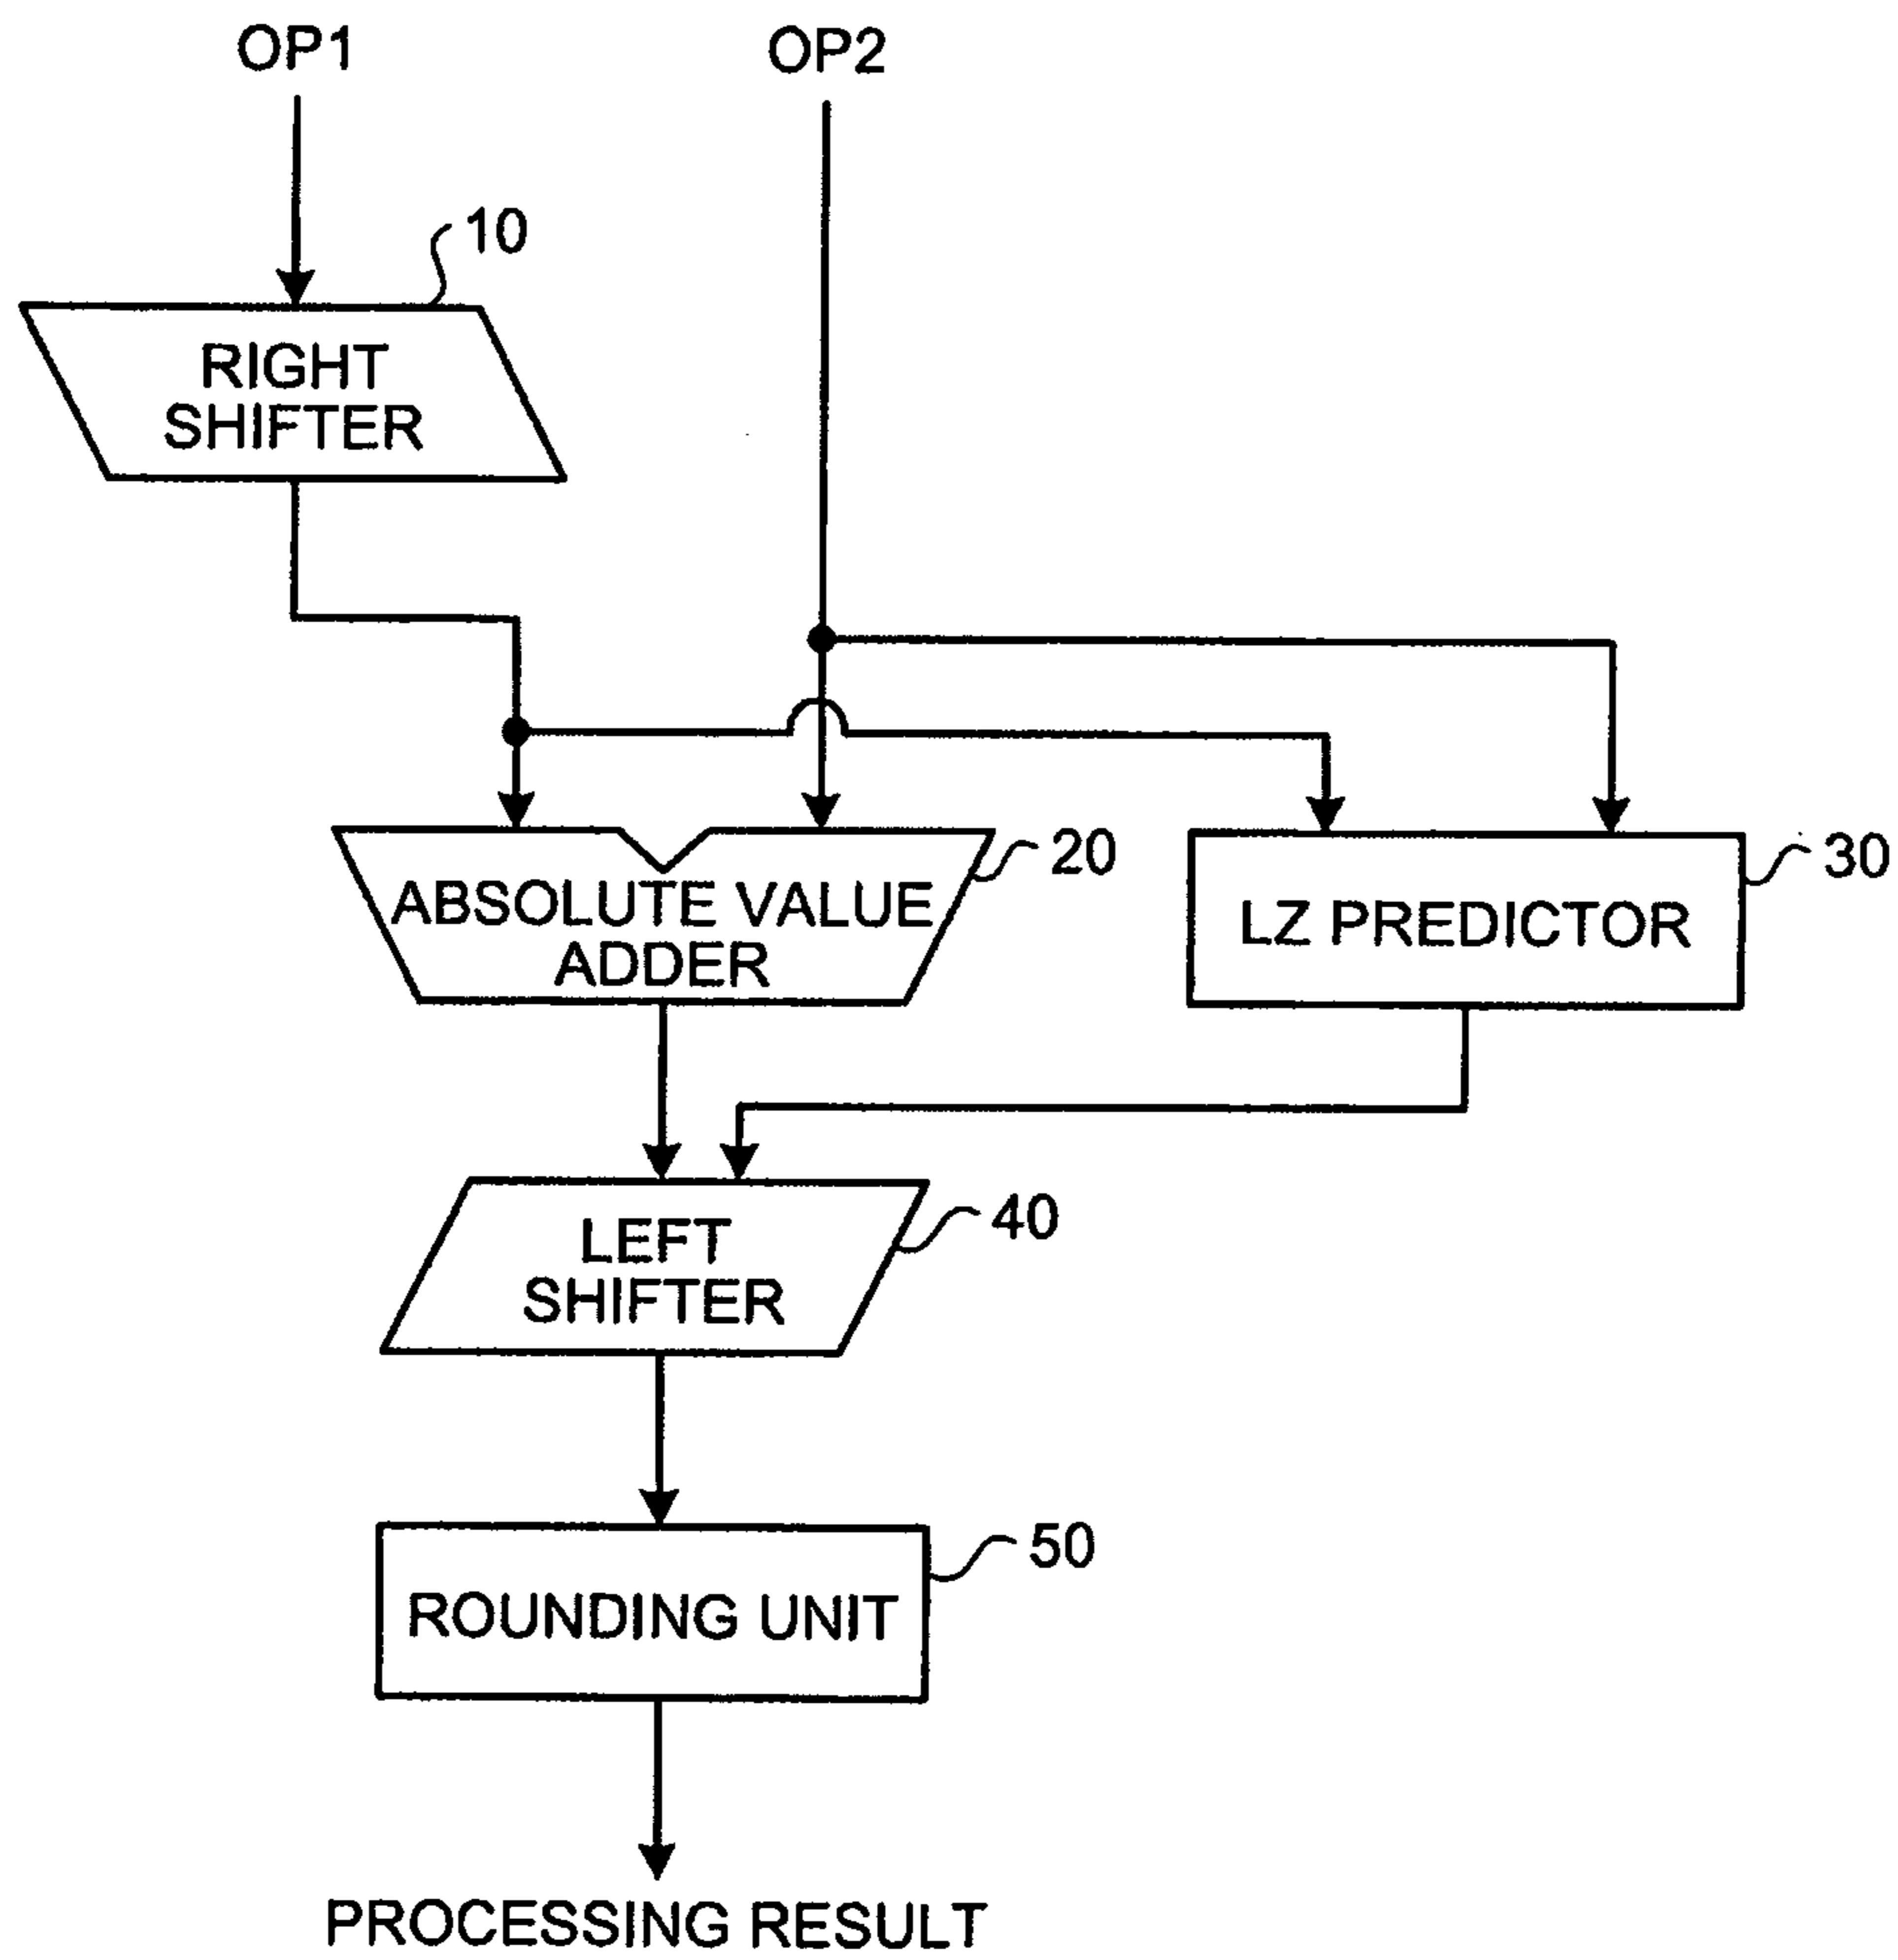 OP1
OP2
10
RIGHT
SHIFTER
20
30
ABSOLUTE VALUE
ADDER
LZ PREDICTOR
40
LEFT
SHIFTER
50
ROUNDING UNIT
PROCESSING RESULT